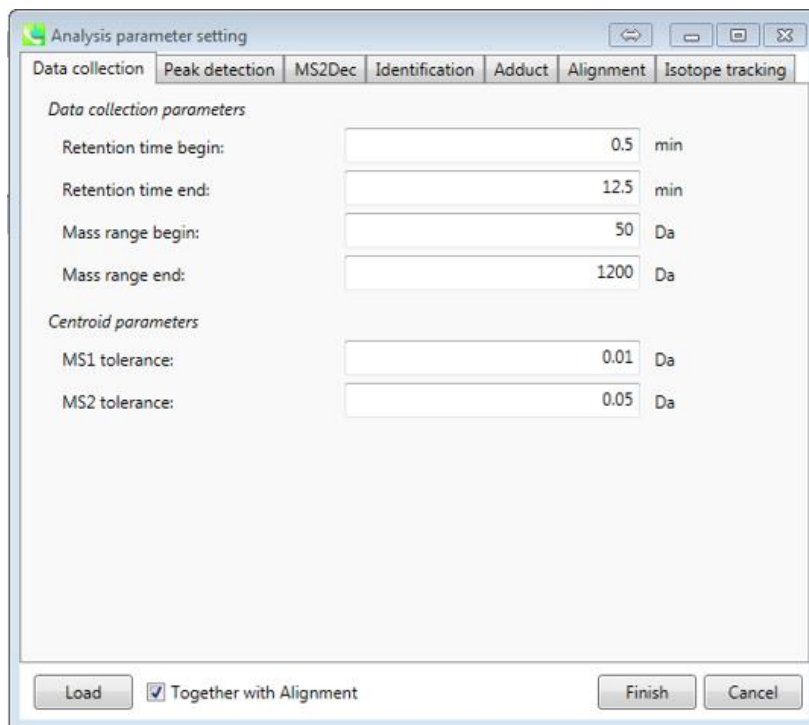 Analysis parameter setting
Data collection Peak detection MS2Dec Identification Adduct Alignment Isotope tracking
Data collection parameters
Retention time begin: 0.5 min
Retention time end: 12.5 min
Mass range begin: 50 Da
Mass range end: 1200 Da
Centroid parameters
MS1 tolerance: 0.01 Da
MS2 tolerance: 0.05 Da
Load Together with Alignment Finish Cancel